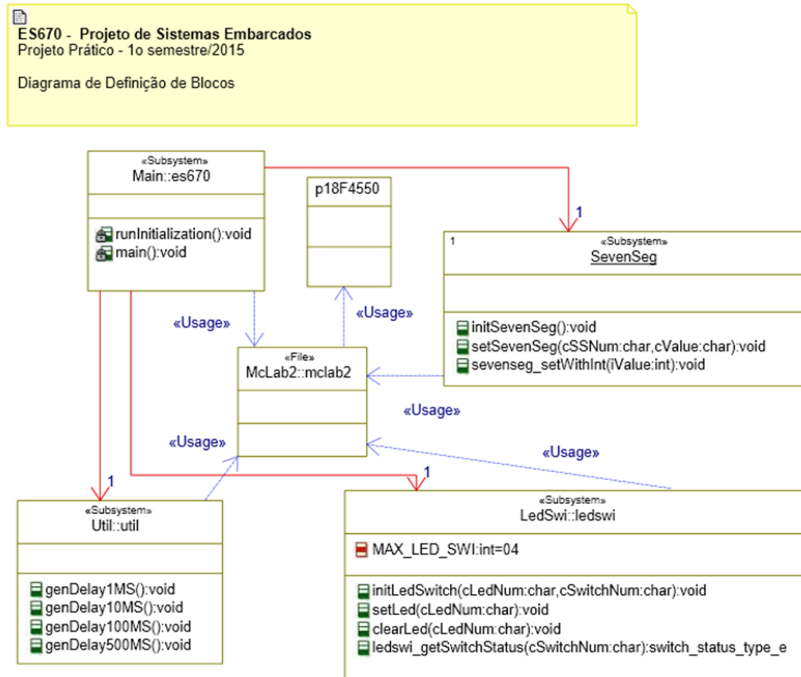 ES670 - Projeto de Sistemas Embarcados
Projeto Prático - 1o semestre/2015
Diagrama de Definição de Blocos
«Subsystem»
Main::es670
runInitialization():void
main():void
p18F4550
1
1
«Subsystem»
SevenSeg
initSevenSeg():void
setSevenSeg(cSSNum:char,cValue:char):void
sevenseg_setWithInt(iValue:int):void
«Usage»
«Usage»
«File»
McLab2::mclab2
«Usage»
«Usage»
«Usage»
1
«Subsystem»
Util::util
genDelay1MS():void
genDelay10MS():void
genDelay100MS():void
genDelay500MS():void
1
«Subsystem»
LedSwi::ledswi
MAX_LED_SWI:int=04
initLedSwitch(cLedNum:char,cSwitchNum:char):void
setLed(cLedNum:char):void
clearLed(cLedNum:char):void
ledswi_getSwitchStatus(cSwitchNum:char):switch_status_type_e